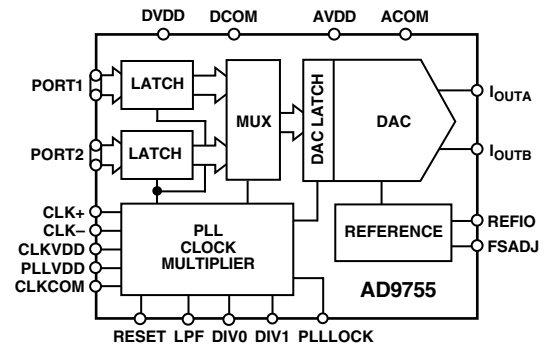 DVDD DCOM AVDD ACOM
PORT1
LATCH
PORT2
LATCH
MUX
DAC LATCH
DAC
IOUTA
IOUTB
CLK+
CLK–
CLKVDD
PLLVDD
CLKCOM
PLL
CLOCK
MULTIPLIER
REFERENCE
REFIO
FSADJ
AD9755
RESET LPF DIV0 DIV1 PLLLOCK